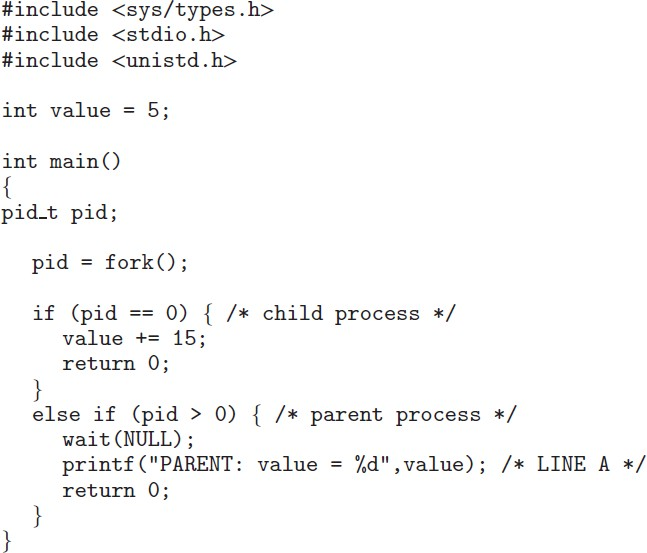 #include <sys/types.h>
#include <stdio.h>
#include <unistd.h>
int value = 5;
int main()
{
pid_t pid;
pid = fork();
if (pid == 0) { /* child process */
value += 15;
return 0;
}
else if (pid > 0) { /* parent process */
wait(NULL);
printf("PARENT: value = %d",value); /* LINE A */
return 0;
}
}